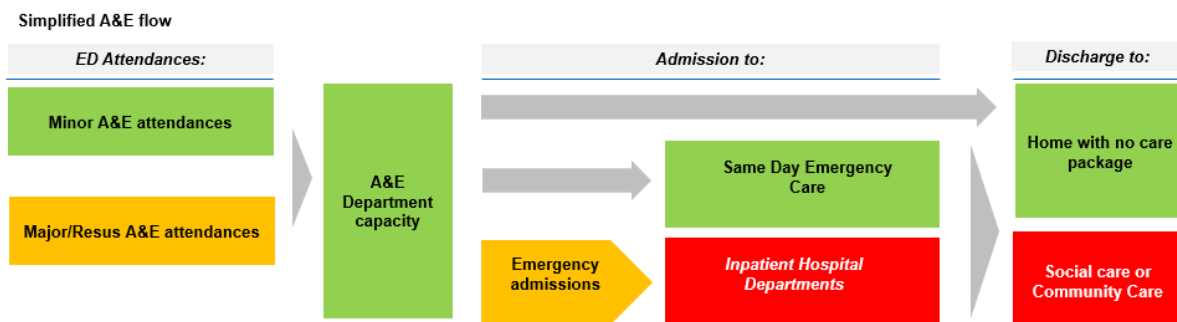 Simplified A&E flow
ED Attendances:
Admission to:
Discharge to:
Minor A&E attendances
Major/Resus A&E attendances
A&E
Department
capacity
Same Day Emergency
Care
Emergency
admissions
Inpatient Hospital
Departments
Home with no care
package
Social care or
Community Care